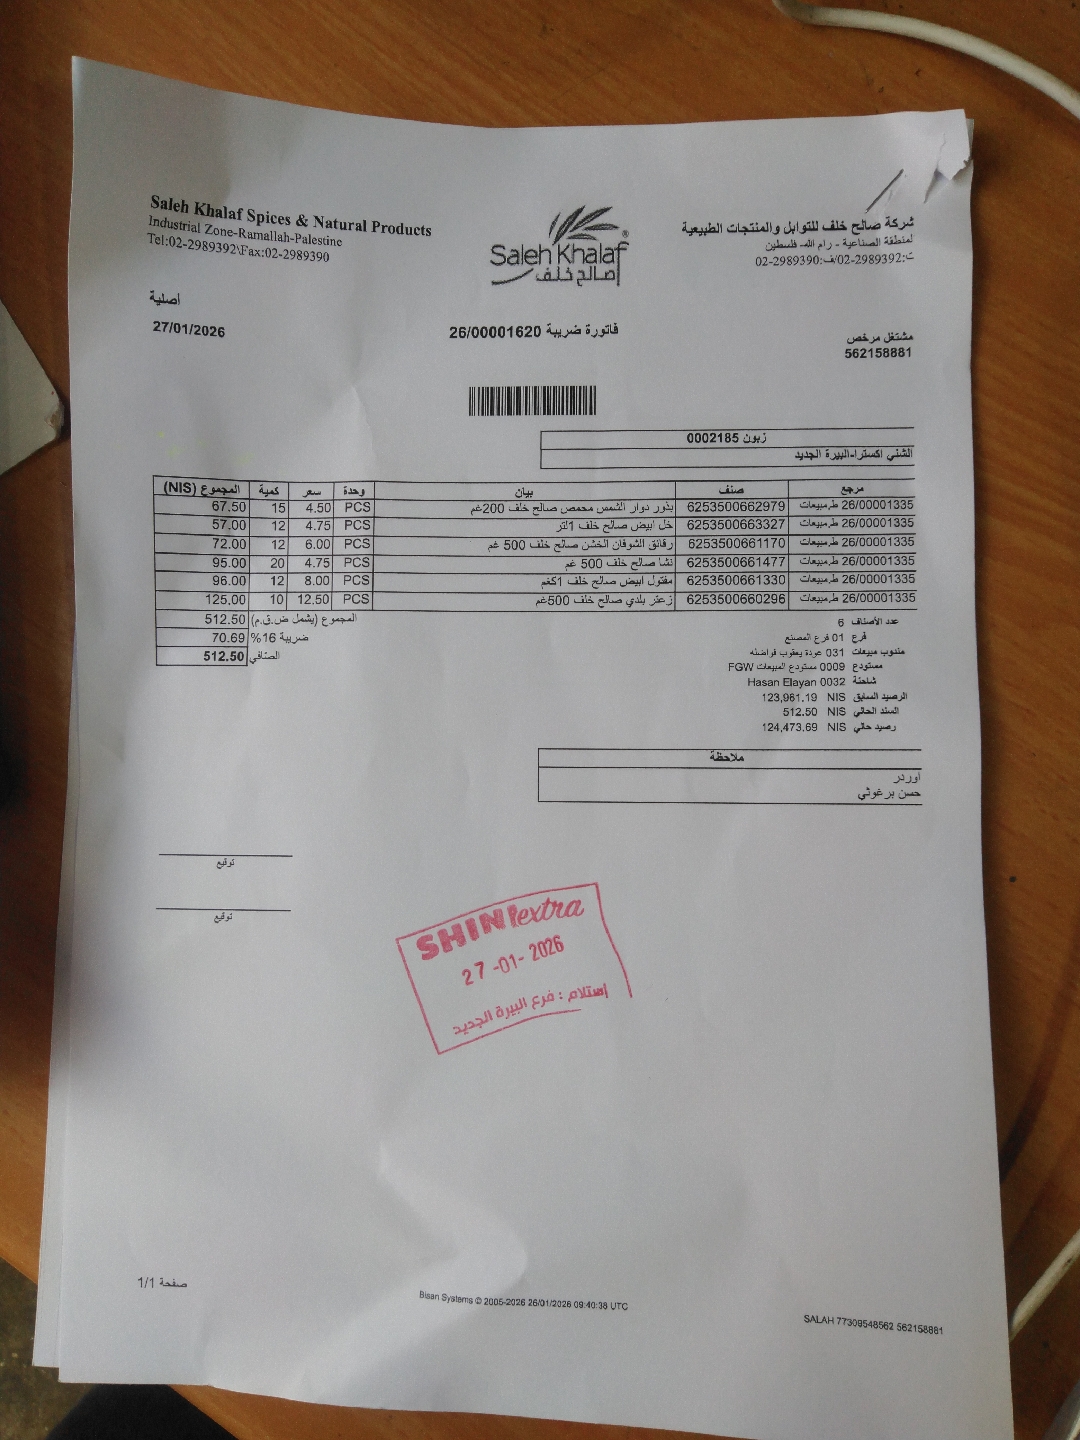 Saleh Khalaf Spices & Natural Products
Industrial Zone-Ramallah-Palestine
Tel:02-2989392\Fax:02-2989390
Saleh Khalaf ®
صالح خلف
شركة صالح خلف للتوابل والمنتجات الطبيعية
لمنطقة الصناعية - رام الله- فلسطين
ت:02-2989392/ف:02-2989390
اصلية
27/01/2026
فاتورة ضريبة 26/00001620
مشتغل مرخص
562158881
زبون 0002185
الشني اكسترا-البيرة الجديد
مرجع صنف بيان وحدة سعر كمية المجموع (NIS)
26/00001335 ط.مبيعات 6253500662979 بذور دوار الشمس محمص صالح خلف 200غم PCS 4.50 15 67.50
26/00001335 ط.مبيعات 6253500663327 خل ابيض صالح خلف 1لتر PCS 4.75 12 57.00
26/00001335 ط.مبيعات 6253500661170 رقائق الشوفان الخشن صالح خلف 500 غم PCS 6.00 12 72.00
26/00001335 ط.مبيعات 6253500661477 نشا صالح خلف 500 غم PCS 4.75 20 95.00
26/00001335 ط.مبيعات 6253500661330 مفتول ابيض صالح خلف 1كغم PCS 8.00 12 96.00
26/00001335 ط.مبيعات 6253500660296 زعتر بلدي صالح خلف 500غم PCS 12.50 10 125.00
المجموع (يشمل ض.ق.م) 512.50
ضريبة 16% 70.69
الصافي 512.50
عدد الأصناف 6
فرع 01 فرع المصنع
مندوب مبيعات 031 عودة يعقوب فواضله
مستودع 0009 مستودع المبيعات FGW
شاحنة 0032 Hasan Elayan
الرصيد السابق NIS 123,961.19
السند الحالي NIS 512.50
رصيد حالي NIS 124,473.69
ملاحظة
اوردر
حسن برغوثي
توقيع
توقيع
SHINI extra
27-01-2026
إستلام : فرع البيرة الجديد
صفحة 1/1
Bisan Systems © 2005-2026 26/01/2026 09:40:38 UTC
SALAH 77309548562 562158881